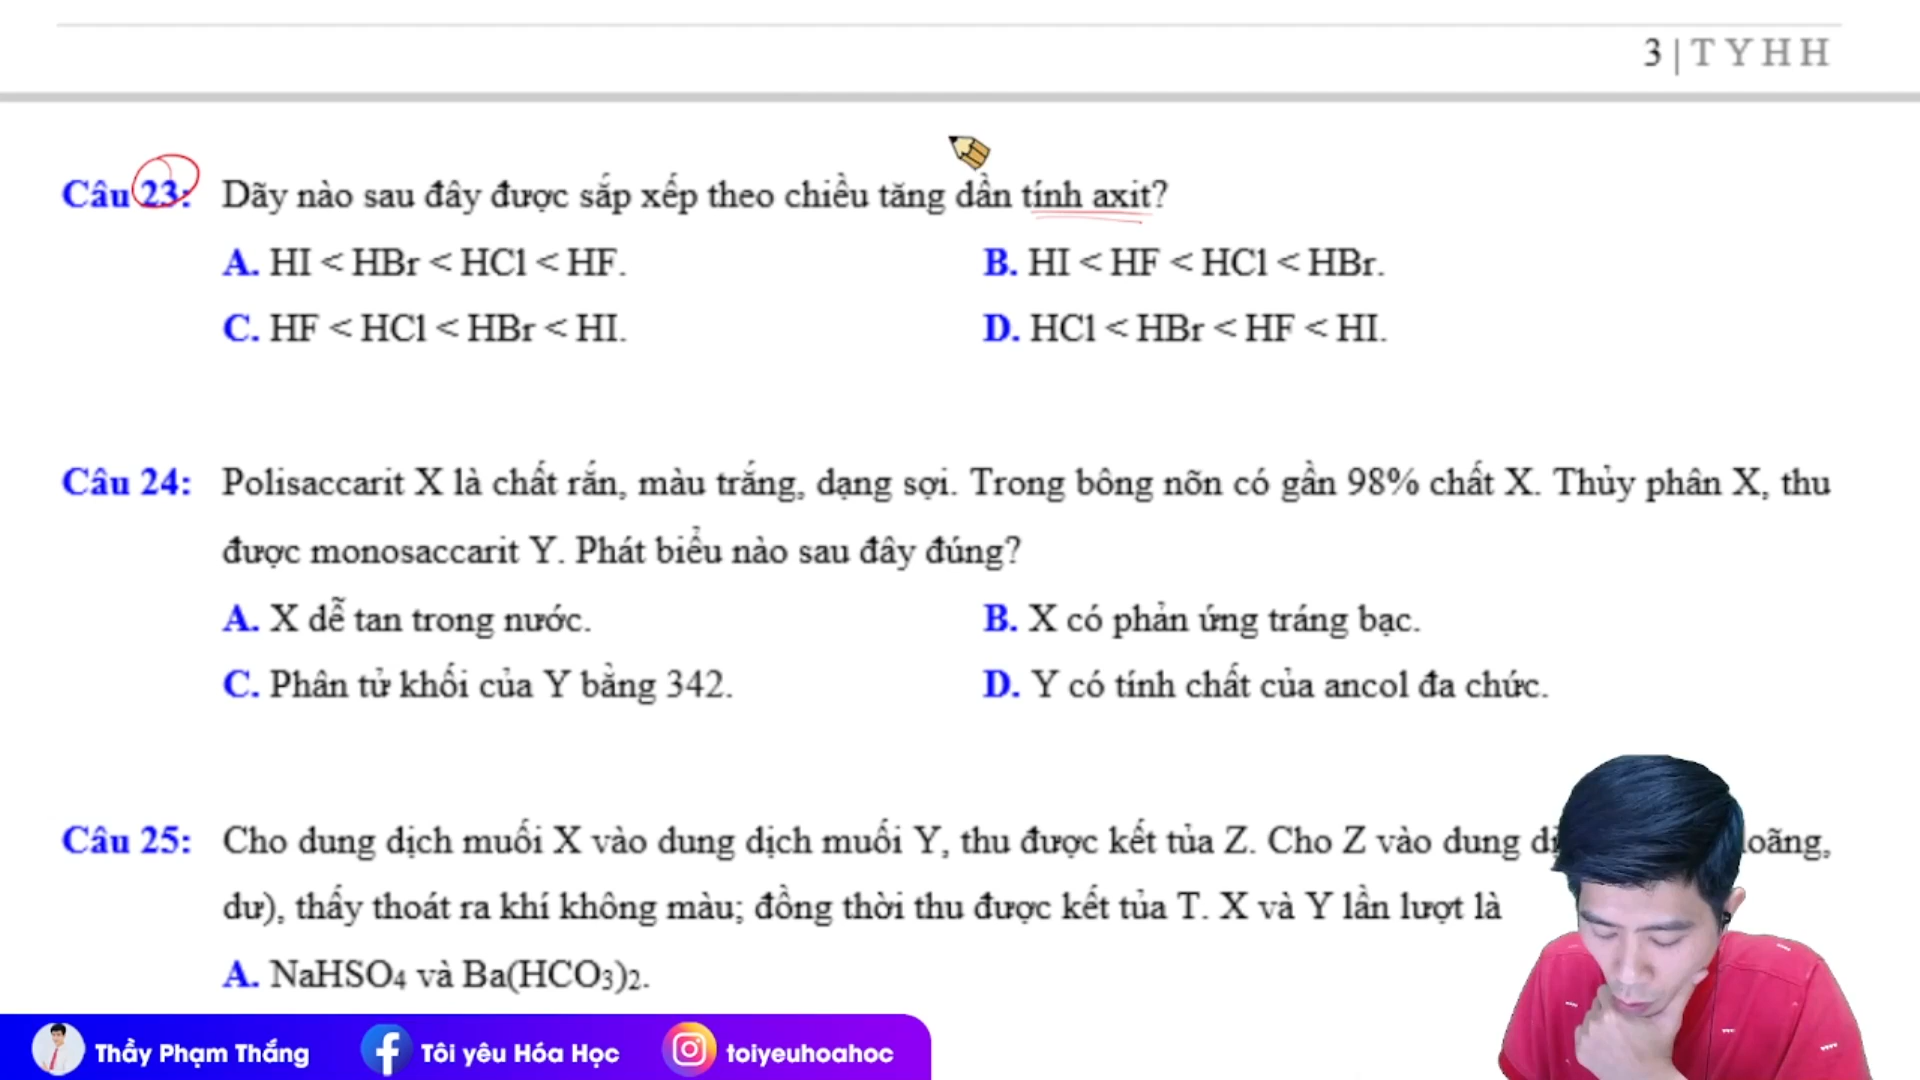 3 | T Y H H
Câu 23: Dãy nào sau đây được sắp xếp theo chiều tăng dần tính axit?
A. HI < HBr < HCl < HF. B. HI < HF < HCl < HBr.
C. HF < HCl < HBr < HI. D. HCl < HBr < HF < HI.
Câu 24: Polisaccarit X là chất rắn, màu trắng, dạng sợi. Trong bông nõn có gần 98% chất X. Thủy phân X, thu
được monosaccarit Y. Phát biểu nào sau đây đúng?
A. X dễ tan trong nước. B. X có phản ứng tráng bạc.
C. Phân tử khối của Y bằng 342. D. Y có tính chất của ancol đa chức.
Câu 25: Cho dung dịch muối X vào dung dịch muối Y, thu được kết tủa Z. Cho Z vào dung
dư), thấy thoát ra khí không màu; đồng thời thu được kết tủa T. X và Y lần lượt là
A. NaHSO4 và Ba(HCO3)2.
Thầy Phạm Thắng Tôi yêu Hóa Học toiyeuhoahoc